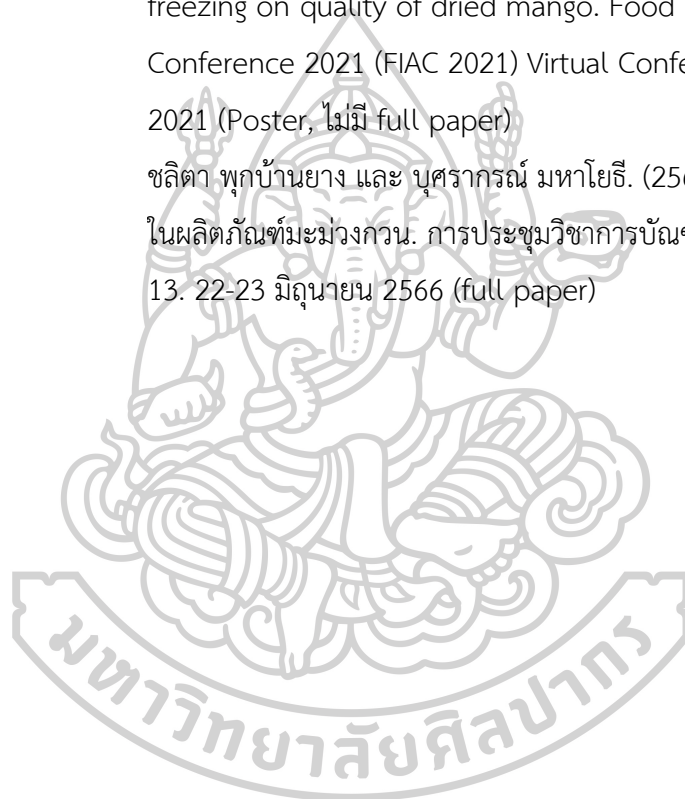 freezing on quality of dried mango. Food
Conference 2021 (FIAC 2021) Virtual Confe
2021 (Poster, ไม่มี full paper)
ชลิตา พุกบ้านยาง และ บุศรากรณ์ มหาโยธี. (256
ในผลิตภัณฑ์มะม่วงกวน. การประชุมวิชาการบัณฑ
13. 22-23 มิถุนายน 2566 (full paper)
มหาวิทยาลัยศิลปากร